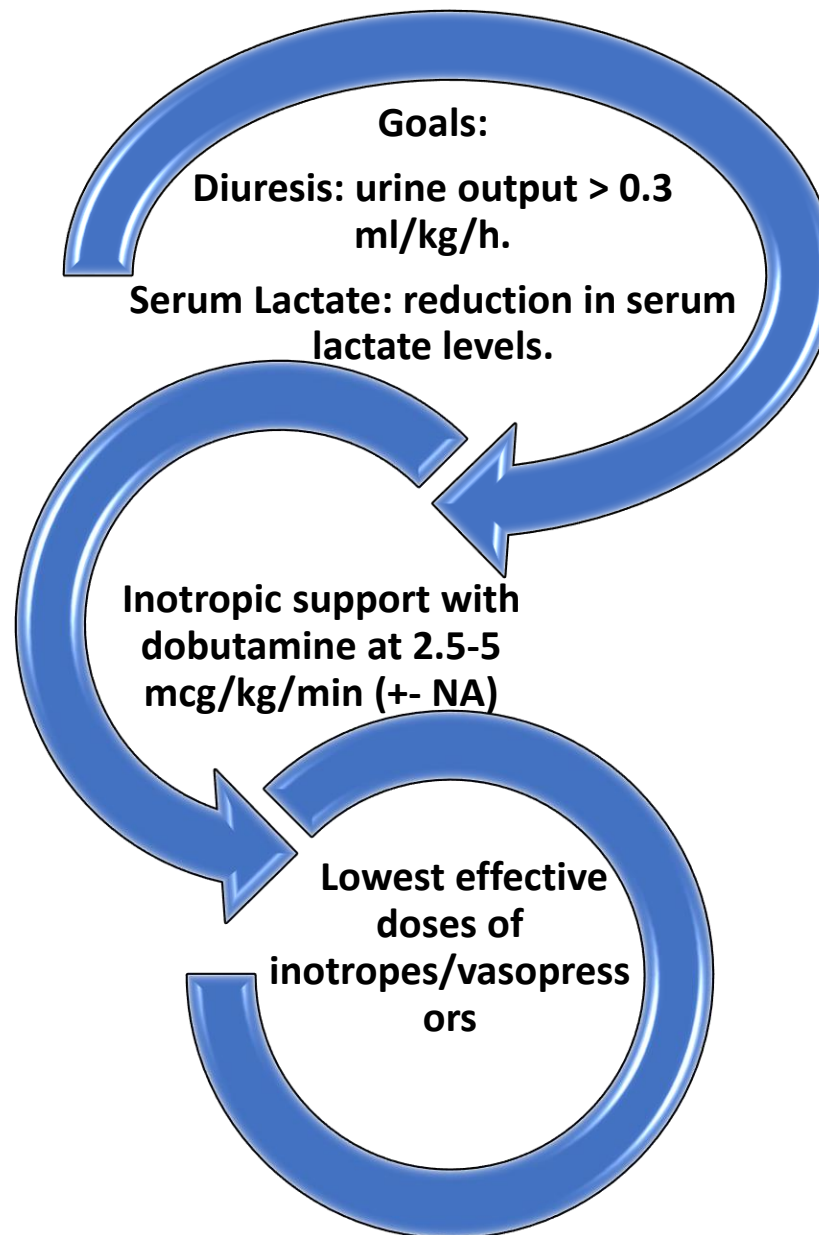 Goals:
Diuresis: urine output > 0.3
ml/kg/h.
Serum Lactate: reduction in serum
lactate levels.
Inotropic support with
dobutamine at 2.5-5
mcg/kg/min (+- NA)
Lowest effective
doses of
inotropes/vasopress
ors